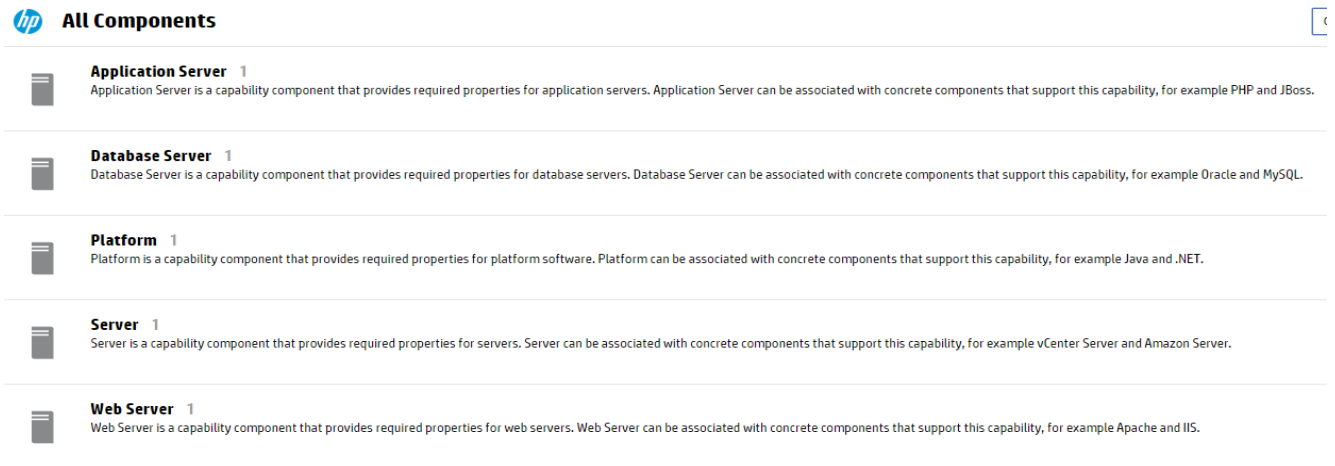 hp All Components
Application Server 1
Application Server is a capability component that provides required properties for application servers. Application Server can be associated with concrete components that support this capability, for example PHP and JBoss.
Database Server 1
Database Server is a capability component that provides required properties for database servers. Database Server can be associated with concrete components that support this capability, for example Oracle and MySQL.
Platform 1
Platform is a capability component that provides required properties for platform software. Platform can be associated with concrete components that support this capability, for example Java and .NET.
Server 1
Server is a capability component that provides required properties for servers. Server can be associated with concrete components that support this capability, for example vCenter Server and Amazon Server.
Web Server 1
Web Server is a capability component that provides required properties for web servers. Web Server can be associated with concrete components that support this capability, for example Apache and IIS.